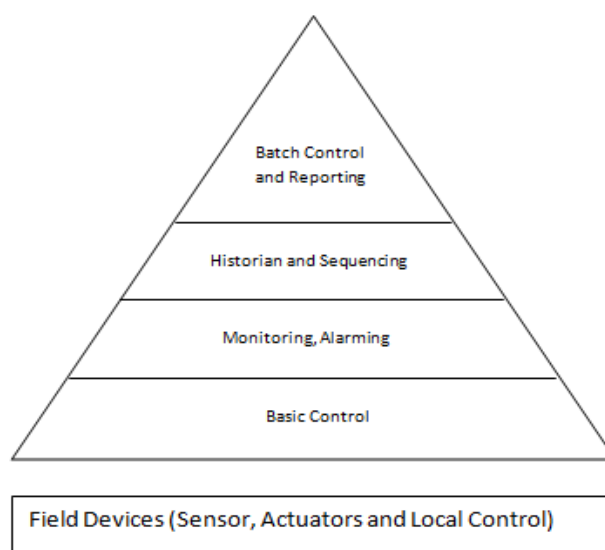 Batch Control
and Reporting
Historian and Sequencing
Monitoring, Alarming
Basic Control
Field Devices (Sensor, Actuators and Local Control)